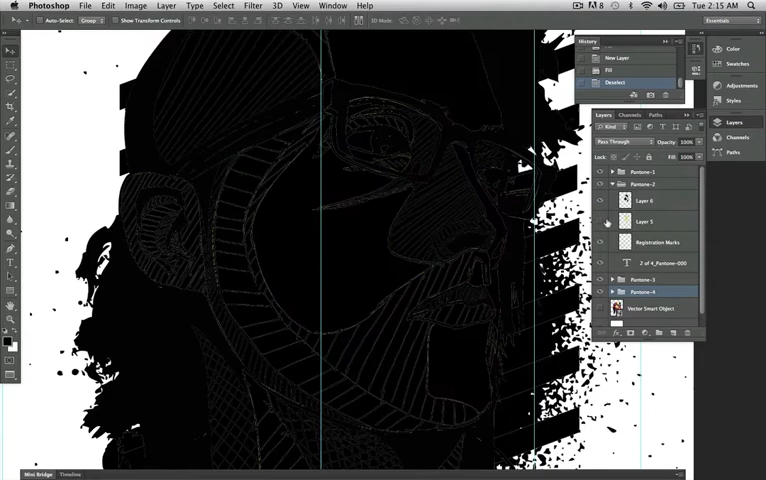 Photoshop File Edit Image Layer Type Select Filter 3D View Window Help
8 Tue 2:15 AM
Auto-Select: Group Show Transform Controls 3D Mode: Essentials
History
New Layer
Fill
Deselect
Layers Channels Paths
Kind
Pass Through Opacity: 100%
Lock: Fill: 100%
Pantone-1
Pantone-2
Layer 6
Layer 5
Registration Marks
T 2 of 4_Pantone-000
Pantone-3
Pantone-4
Vector Smart Object
fx
Color
Swatches
Adjustments
Styles
Layers
Channels
Paths
Mini Bridge Timeline